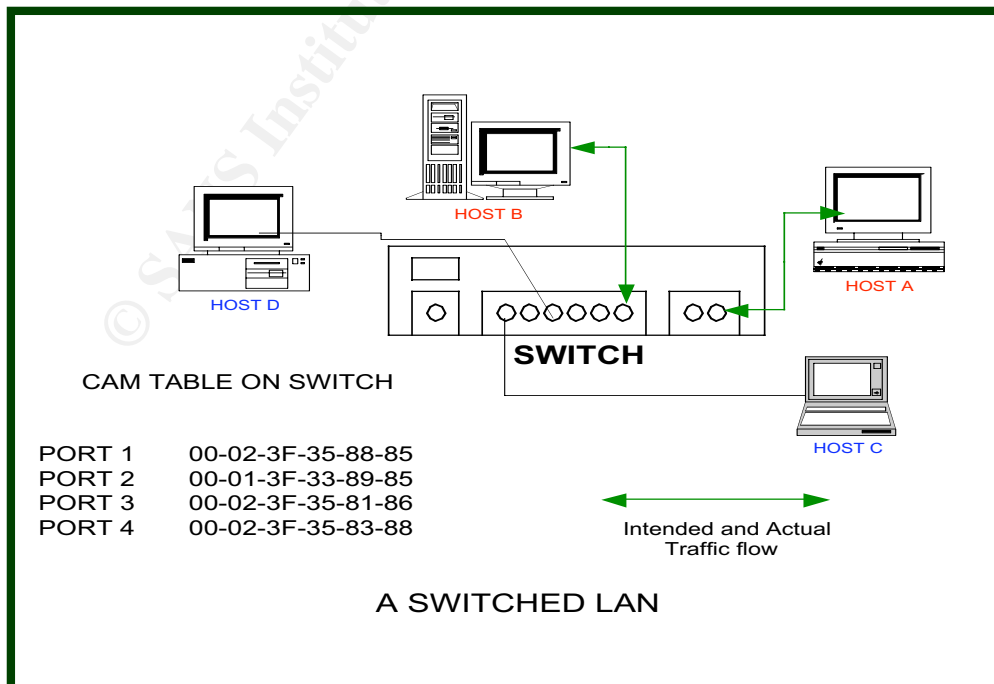 © SANS Institut
HOST B
HOST A
HOST D
SWITCH
CAM TABLE ON SWITCH
HOST C
PORT 1 00-02-3F-35-88-85
PORT 2 00-01-3F-33-89-85
PORT 3 00-02-3F-35-81-86
PORT 4 00-02-3F-35-83-88
Intended and Actual
Traffic flow
A SWITCHED LAN